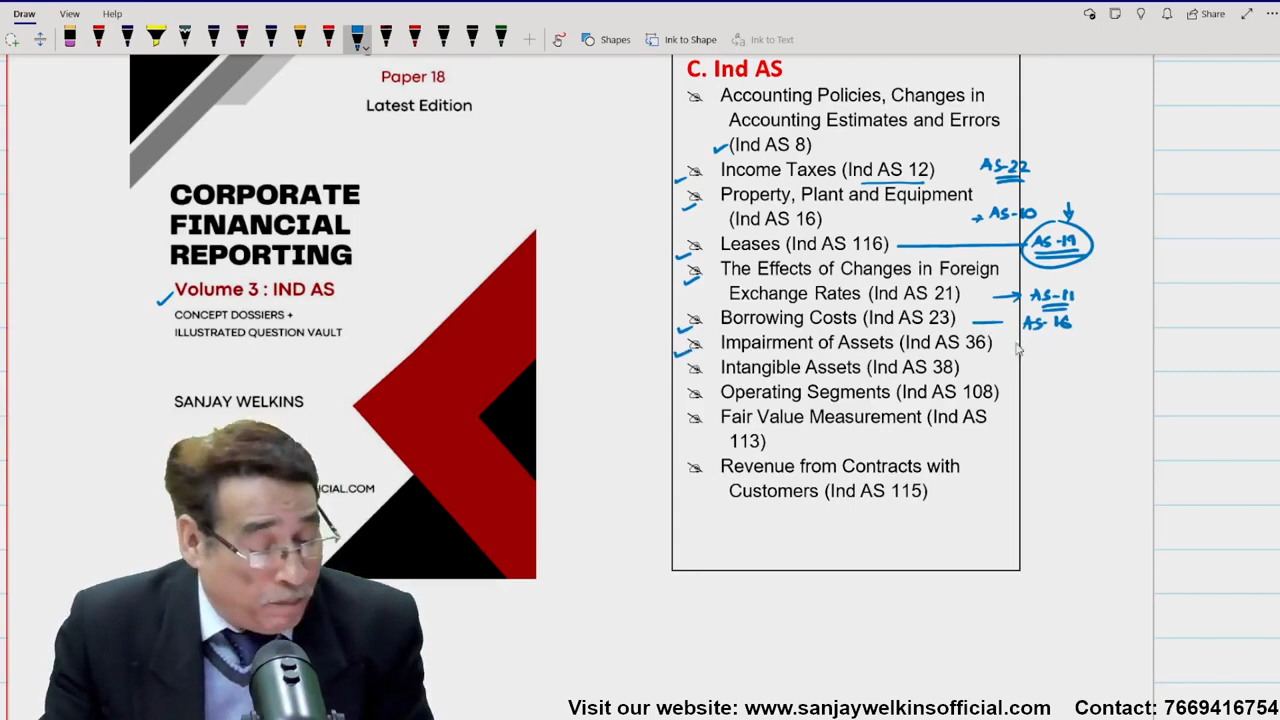 Draw View Help
Share
Shapes Ink to Shape Ink to Text
Paper 18
Latest Edition
CORPORATE
FINANCIAL
REPORTING
Volume 3 : IND AS
CONCEPT DOSSIERS +
ILLUSTRATED QUESTION VAULT
SANJAY WELKINS
ICIAL.COM
C. Ind AS
Accounting Policies, Changes in
Accounting Estimates and Errors
(Ind AS 8)
Income Taxes (Ind AS 12) AS-22
Property, Plant and Equipment
(Ind AS 16) AS-10
Leases (Ind AS 116) AS-19
The Effects of Changes in Foreign
Exchange Rates (Ind AS 21) AS-11
Borrowing Costs (Ind AS 23) AS-16
Impairment of Assets (Ind AS 36)
Intangible Assets (Ind AS 38)
Operating Segments (Ind AS 108)
Fair Value Measurement (Ind AS
113)
Revenue from Contracts with
Customers (Ind AS 115)
Visit our website: www.sanjaywelkinsofficial.com Contact: 7669416754